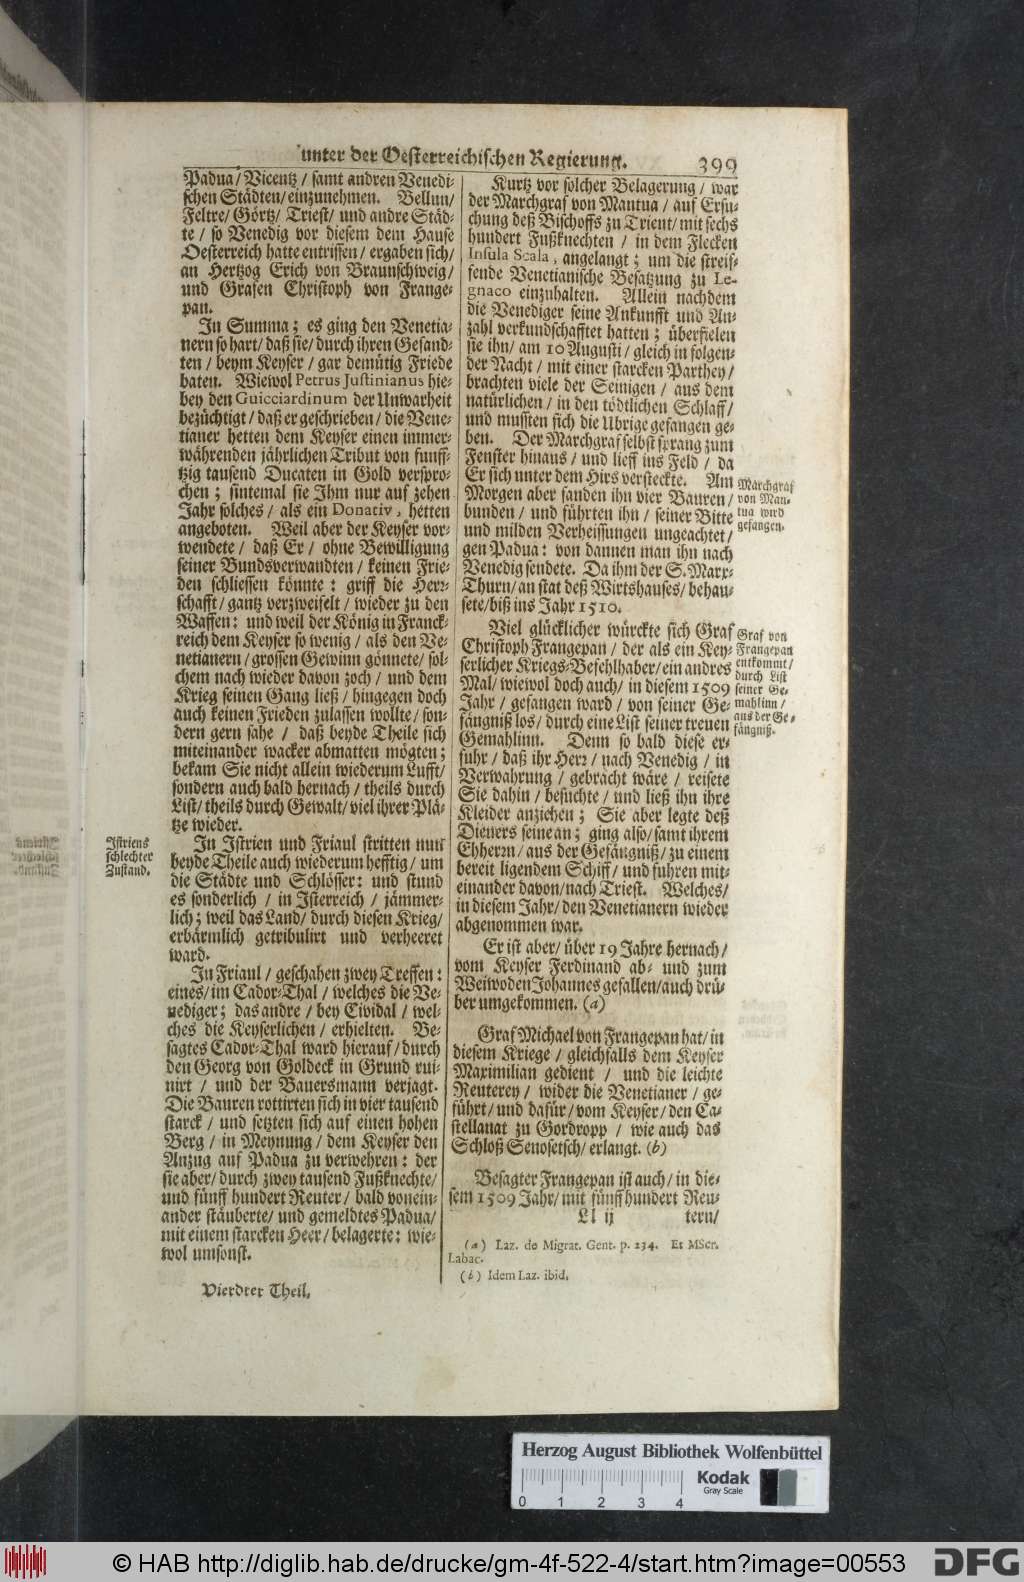 unter der Oesterreichischen Regierung. 399
Padua/ Vicentz / samt andren Venedi-
schen Städten/einzunehmen. Bellun/
Feltre/ Görtz/ Triest/ und andre Städ-
te / so Venedig vor diesem dem Hause
Oesterreich hatte entrissen/ ergaben sich/
an Hertzog Erich von Braunschweig/
und Grafen Christoph von Frange-
pan.
In Summa; es ging den Venetia-
nern so hart/ daß sie/ durch ihren Gesand-
ten / beym Keyser / gar demütig Friede
baten. Wiewol Petrus Justinianus hie-
bey den Guicciardinum der Unwarheit
bezüchtigt / daß er geschrieben / die Vene-
tianer hetten dem Keyser einen immer-
währenden jährlichen Tribut von funff-
tzig tausend Ducaten in Gold verspro-
chen ; sintemal sie Ihm nur auf zehen
Jahr solches / als ein Donativ, hetten
angeboten. Weil aber der Keyser vor-
wendete / daß Er / ohne Bewilligung
seiner Bundsverwandten / keinen Frie-
den schliessen könnte: griff die Herr-
schafft / gantz verzweifelt / wieder zu den
Waffen: und weil der König in Franck-
reich dem Keyser so wenig / als den Ve-
netianern / grossen Gewinn gönnete/ sol-
chem nach wieder davon zoch / und dem
Krieg seinen Gang ließ / hingegen doch
auch keinen Frieden zulassen wollte / son-
dern gern sahe / daß beyde Theile sich
miteinander wacker abmatten mögten;
bekam Sie nicht allein wiederum Lufft/
sondern auch bald hernach / theils durch
List/ theils durch Gewalt/ viel ihrer Plä-
tze wieder.
Istriens
schlechter
Zustand.
In Istrien und Friaul stritten nun
beyde Theile auch wiederum hefftig / um
die Städte und Schlösser: und stund
es sonderlich / in Isterreich / jämmer-
lich; weil das Land/ durch diesen Krieg/
erbärmlich getribulirt und verheeret
ward.
In Friaul / geschahen zwey Treffen:
eines/ im Cador-Thal / welches die Ve-
nediger; das andre / bey Cividal / wel-
ches die Keyserlichen / erhielten. Be-
sagtes Cador-Thal ward hierauf / durch
den Georg von Goldeck in Grund rui-
nirt / und der Bauersmann verjagt.
Die Bauren rottirten sich in vier tausend
starck / und setzten sich auf einen hohen
Berg / in Meynung / dem Keyser den
Anzug auf Padua zu verwehren: der
sie aber/ durch zwey tausend Fußknechte/
und fünff hundert Reuter / bald vonein-
ander stäuberte/ und gemeldtes Padua/
mit einem starcken Heer / belagerte: wie-
wol umsonst.
Vierdter Theil.
Kurtz vor solcher Belagerung / war
der Marchgraf von Mantua / auf Ersu-
chung deß Bischoffs zu Trient/ mit sechs
hundert Fußknechten / in dem Flecken
Insula Scala, angelangt ; um die streif-
fende Venetianische Besatzung zu Le-
gnaco einzuhalten. Allein nachdem
die Venediger seine Ankunfft und An-
zahl verkundschafftet hatten ; überfielen
sie ihn/ am 10 Augusti / gleich in folgen-
der Nacht / mit einer starcken Parthey/
brachten viele der Seinigen / aus dem
natürlichen / in den tödtlichen Schlaff/
und mussten sich die Ubrige gefangen ge-
ben. Der Marchgraf selbst sprang zum
Fenster hinaus / und lieff ins Feld / da
Er sich unter dem Hirs versteckte. Am
Morgen aber fanden ihn vier Bauren/
bunden / und führten ihn / seiner Bitte
und milden Verheissungen ungeachtet/
gen Padua: von dannen man ihn nach
Venedig sendete. Da ihm der S. Marx-
Thurn/ an stat deß Wirtshauses/ behau-
sete/ biß ins Jahr 1510.
Marchgraf
von Man-
tua wird
gefangen.
Viel glücklicher würckte sich Graf
Christoph Frangepan / der als ein Key-
serlicher Kriegs-Befehlhaber/ ein andres
Mal/ wiewol doch auch/ in diesem 1509
Jahr / gefangen ward / von seiner Ge-
fängniß los/ durch eine List seiner treuen
Gemahlinn. Denn so bald diese er-
fuhr / daß ihr Herr / nach Venedig / in
Verwahrung / gebracht wäre / reisete
Sie dahin / besuchte / und ließ ihn ihre
Kleider anziehen ; Sie aber legte deß
Dieners seine an; ging also/ samt ihrem
Ehherrn / aus der Gefängniß/ zu einem
bereit ligendem Schiff / und fuhren mit-
einander davon/ nach Triest. Welches/
in diesem Jahr/ den Venetianern wieder
abgenommen war.
Graf von
Frangepan
entkommt/
durch List
seiner Ge-
mahlinn /
aus der Ge-
fängniß.
Er ist aber/ über 19 Jahre hernach/
vom Keyser Ferdinand ab- und zum
Weiwoden Johannes gefallen/ auch drü-
ber umgekommen. (a)
Graf Michael von Frangepan hat/ in
diesem Kriege / gleichfalls dem Keyser
Maximilian gedient / und die leichte
Reuterey / wider die Venetianer / ge-
führt/ und dafür/ vom Keyser/ den Ca-
stellanat zu Gordropp / wie auch das
Schloß Senosetsch/ erlangt. (b)
Besagter Frangepan ist auch / in die-
sem 1509 Jahr/ mit fünff hundert Reu-
Ll ij tern/
(a) Laz. de Migrat. Gent. p. 234. Et MScr.
Labac.
(b) Idem Laz. ibid.
Herzog August Bibliothek Wolfenbüttel
0 1 2 3 4
Kodak
Gray Scale
© HAB http://diglib.hab.de/drucke/gm-4f-522-4/start.htm?image=00553
DFG